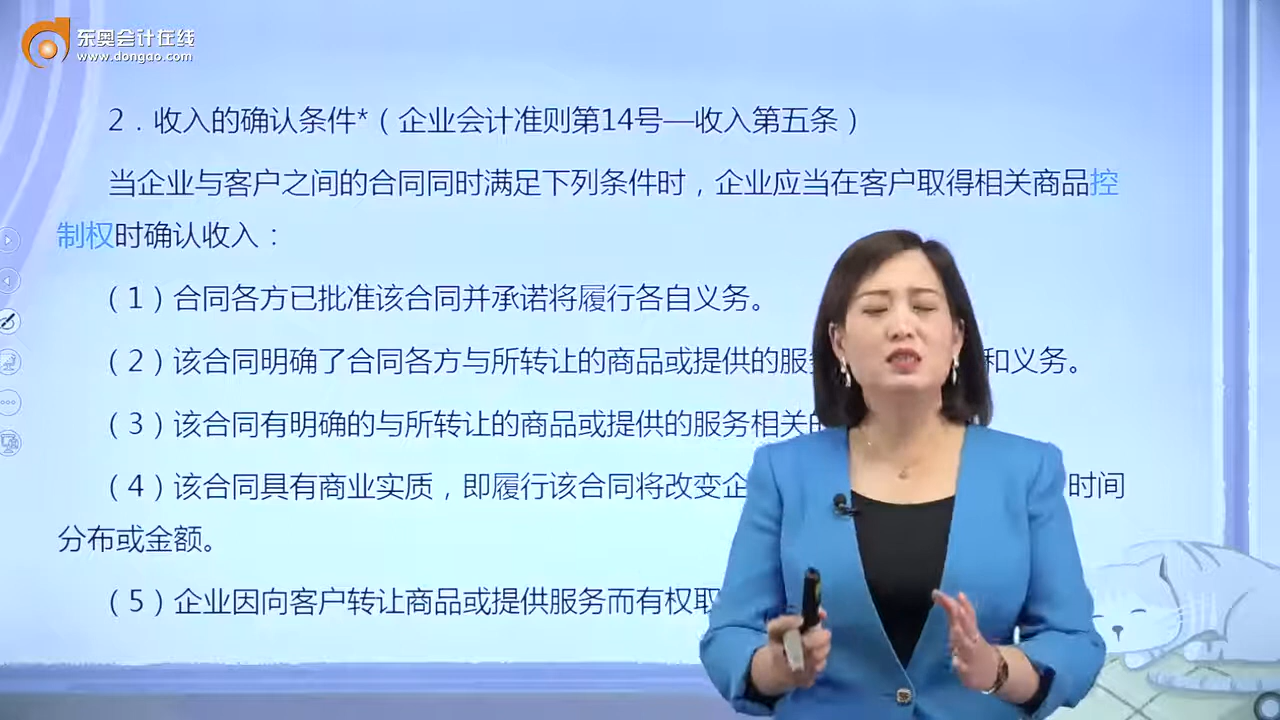 东奥会计在线
www.dongao.com
2．收入的确认条件*（企业会计准则第14号—收入第五条）
当企业与客户之间的合同同时满足下列条件时，企业应当在客户取得相关商品控
制权时确认收入：
（1）合同各方已批准该合同并承诺将履行各自义务。
（2）该合同明确了合同各方与所转让的商品或提供的服 和义务。
（3）该合同有明确的与所转让的商品或提供的服务相关
（4）该合同具有商业实质，即履行该合同将改变企 时间
分布或金额。
（5）企业因向客户转让商品或提供服务而有权取